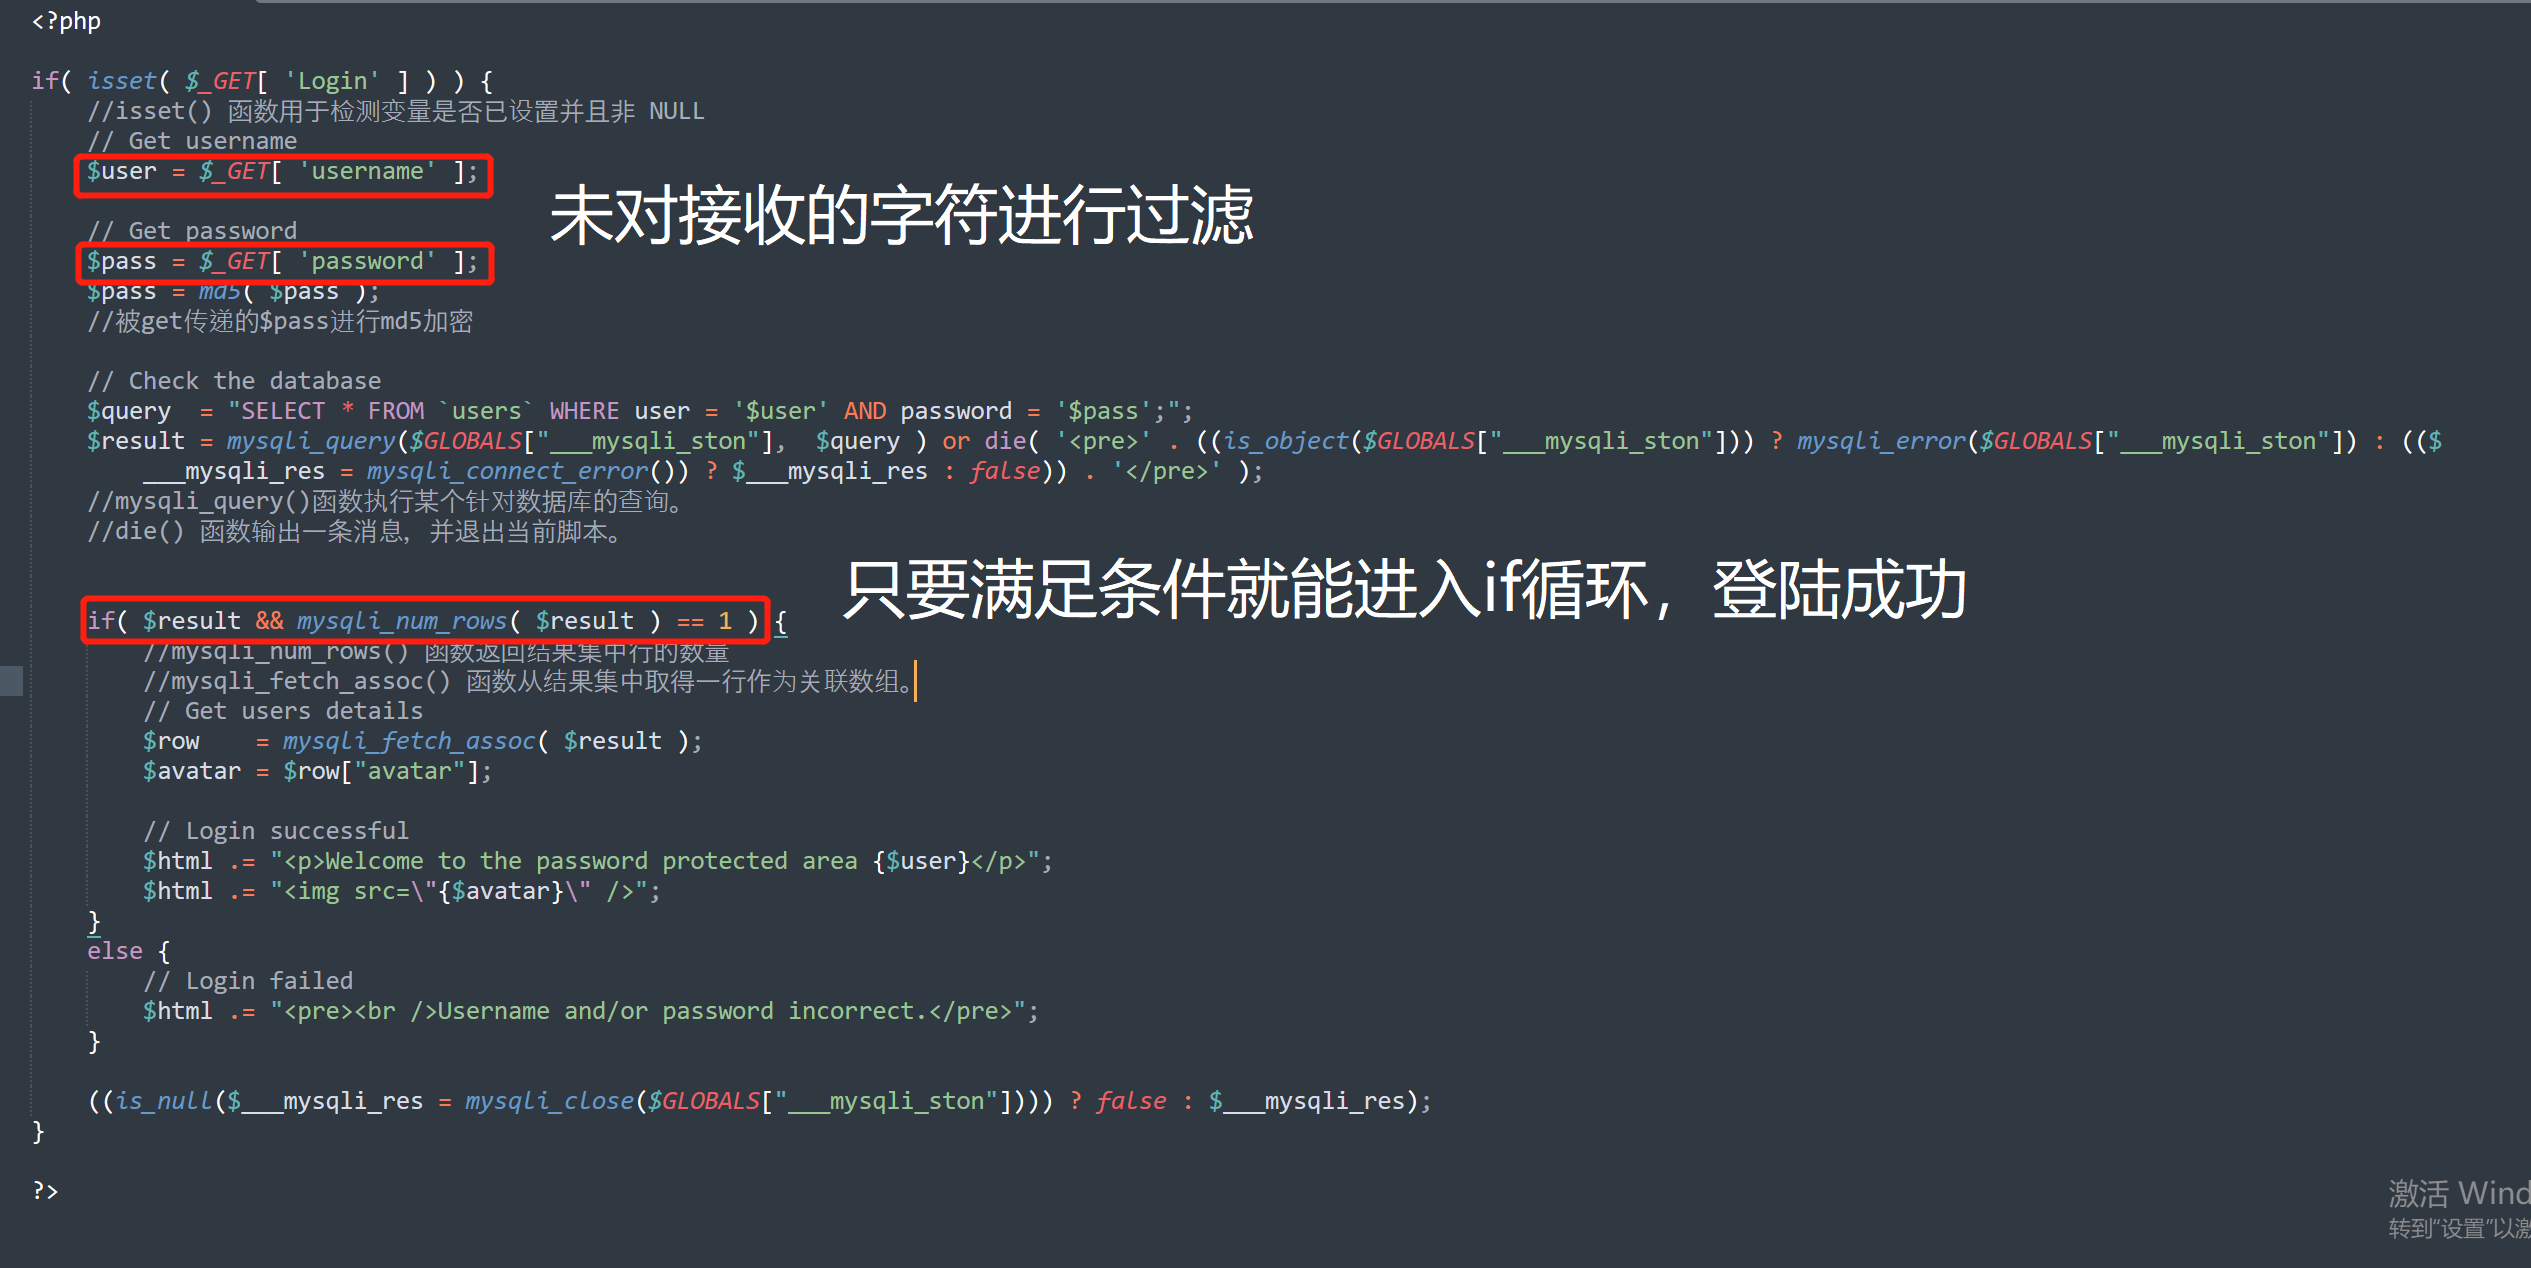 <?php
if( isset( $_GET[ 'Login' ] ) ) {
//isset() 函数用于检测变量是否已设置并且非 NULL
// Get username
$user = $_GET[ 'username' ];
未对接收的字符进行过滤
// Get password
$pass = $_GET[ 'password' ];
$pass = md5( $pass );
//被get传递的$pass进行md5加密
// Check the database
$query  = "SELECT * FROM `users` WHERE user = '$user' AND password = '$pass';";
$result = mysqli_query($GLOBALS["___mysqli_ston"],  $query ) or die( '<pre>' . ((is_object($GLOBALS["___mysqli_ston"])) ? mysqli_error($GLOBALS["___mysqli_ston"]) : (($
___mysqli_res = mysqli_connect_error()) ? $___mysqli_res : false)) . '</pre>' );
//mysqli_query()函数执行某个针对数据库的查询。
//die() 函数输出一条消息，并退出当前脚本。
只要满足条件就能进入if循环，登陆成功
if( $result && mysqli_num_rows( $result ) == 1 ) {
//mysqli_num_rows() 函数返回结果集中行的数量
//mysqli_fetch_assoc() 函数从结果集中取得一行作为关联数组。
// Get users details
$row    = mysqli_fetch_assoc( $result );
$avatar = $row["avatar"];
// Login successful
$html .= "<p>Welcome to the password protected area {$user}</p>";
$html .= "<img src=\"{$avatar}\" />";
}
else {
// Login failed
$html .= "<pre><br />Username and/or password incorrect.</pre>";
}
((is_null($___mysqli_res = mysqli_close($GLOBALS["___mysqli_ston"]))) ? false : $___mysqli_res);
}
?>
激活 Wind
转到“设置”以激